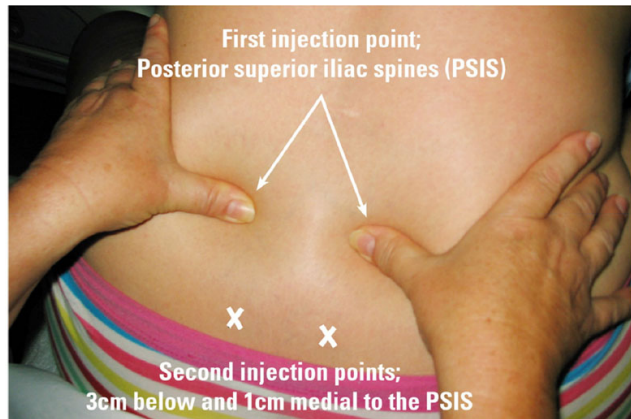 First injection point;
Posterior superior iliac spines (PSIS)
x
x
Second injection points;
3cm below and 1cm medial to the PSIS